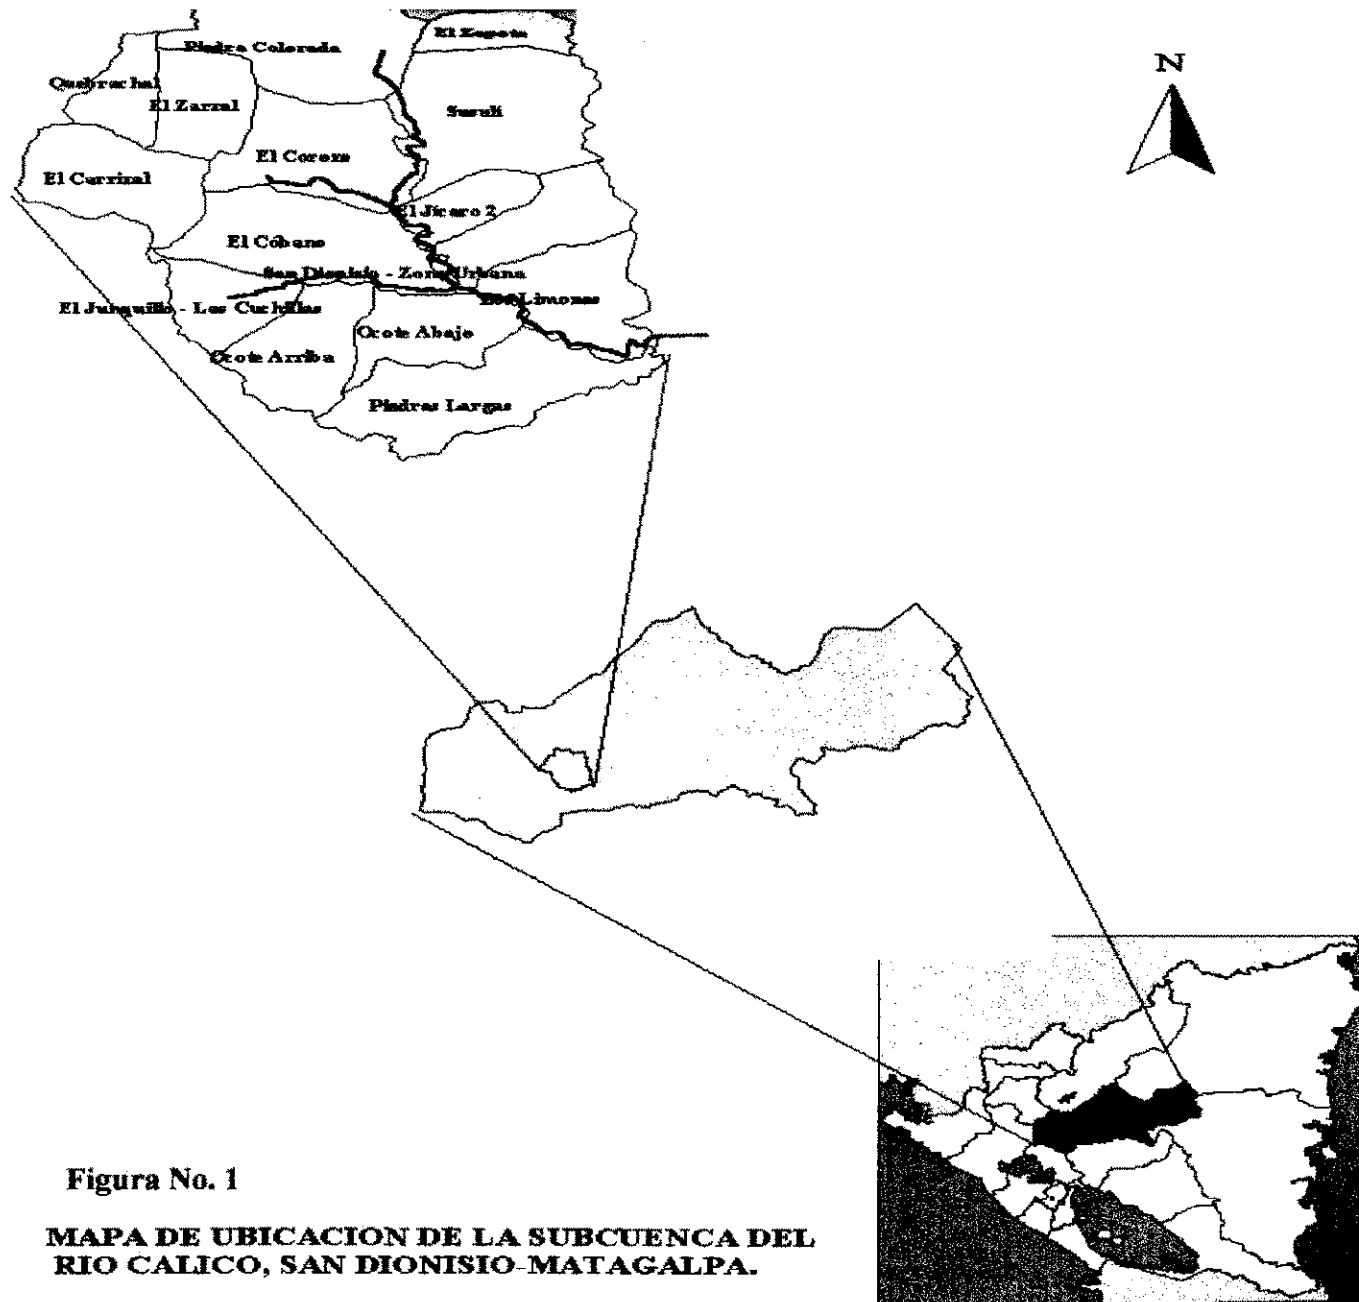 El Zapote
Piedra Colorada
Quebrachal
El Zarzal
Susulí
N
El Corozo
El Carrizal
El Jícaro 2
El Cóbano
San Dionisio - Zona Urbana
Los Limones
El Junquillo - Las Cuchillas
Ocote Abajo
Ocote Arriba
Piedras Largas
Figura No. 1
MAPA DE UBICACION DE LA SUBCUENCA DEL
RIO CALICO, SAN DIONISIO-MATAGALPA.